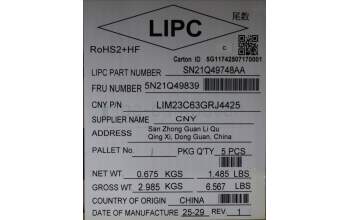 LIPC
尾数
RoHS2+HF
C
Carton ID 5G11742507170001
LIPC PART NUMBER SN21Q49748AA
FRU NUMBER 5N21Q49839
CNY P/N LIM23C63GRJ4425
SUPPLIER NAME CNY
ADDRESS San Zhong Guan Li Qu
Qing Xi, Dong Guan, China
PALLET No. / PKG Q'TY 5 PCS
NET WT. 0.675 KGS 1.485 LBS
GROSS WT. 2.985 KGS 6.567 LBS
COUNTRY OF ORIGIN CHINA
DATE OF MANUFACTURE 25-29 REV. 1